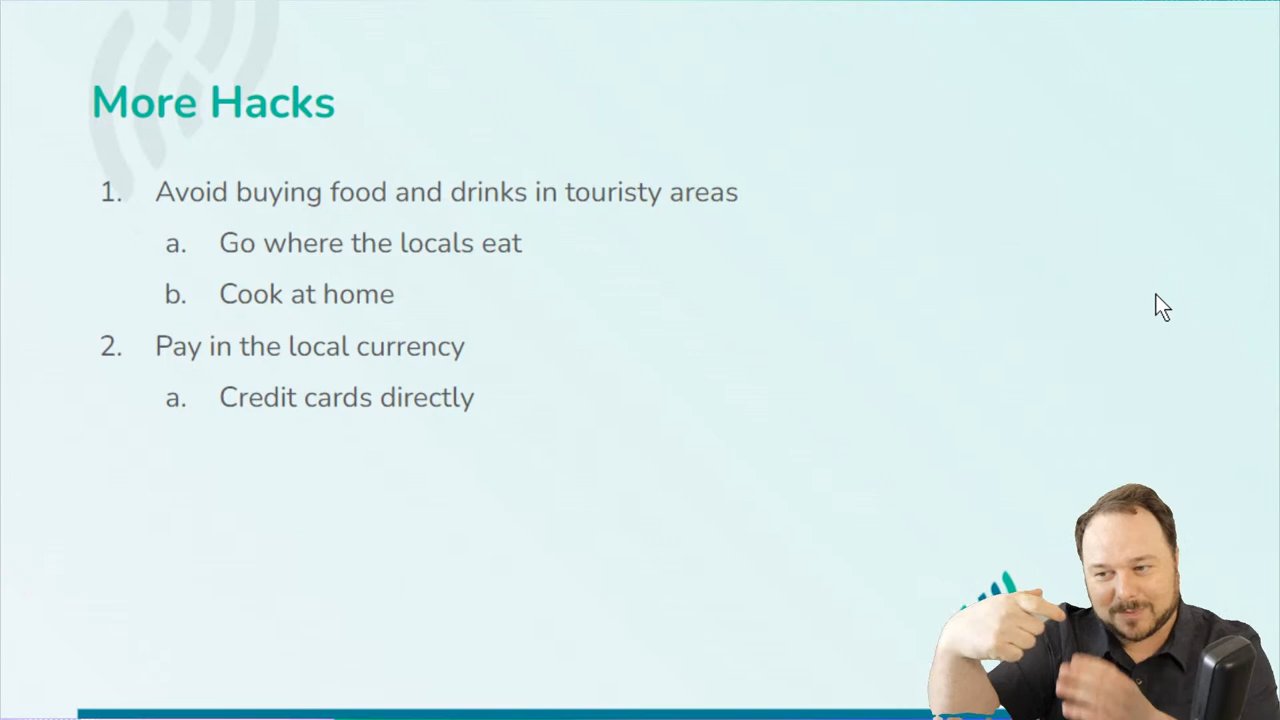 More Hacks
1. Avoid buying food and drinks in touristy areas
a. Go where the locals eat
b. Cook at home
2. Pay in the local currency
a. Credit cards directly